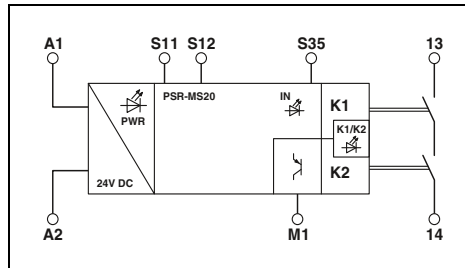 A1 S11 S12 S35 13
PSR-MS20 IN K1
PWR K1/K2
24V DC K2
A2 M1 14